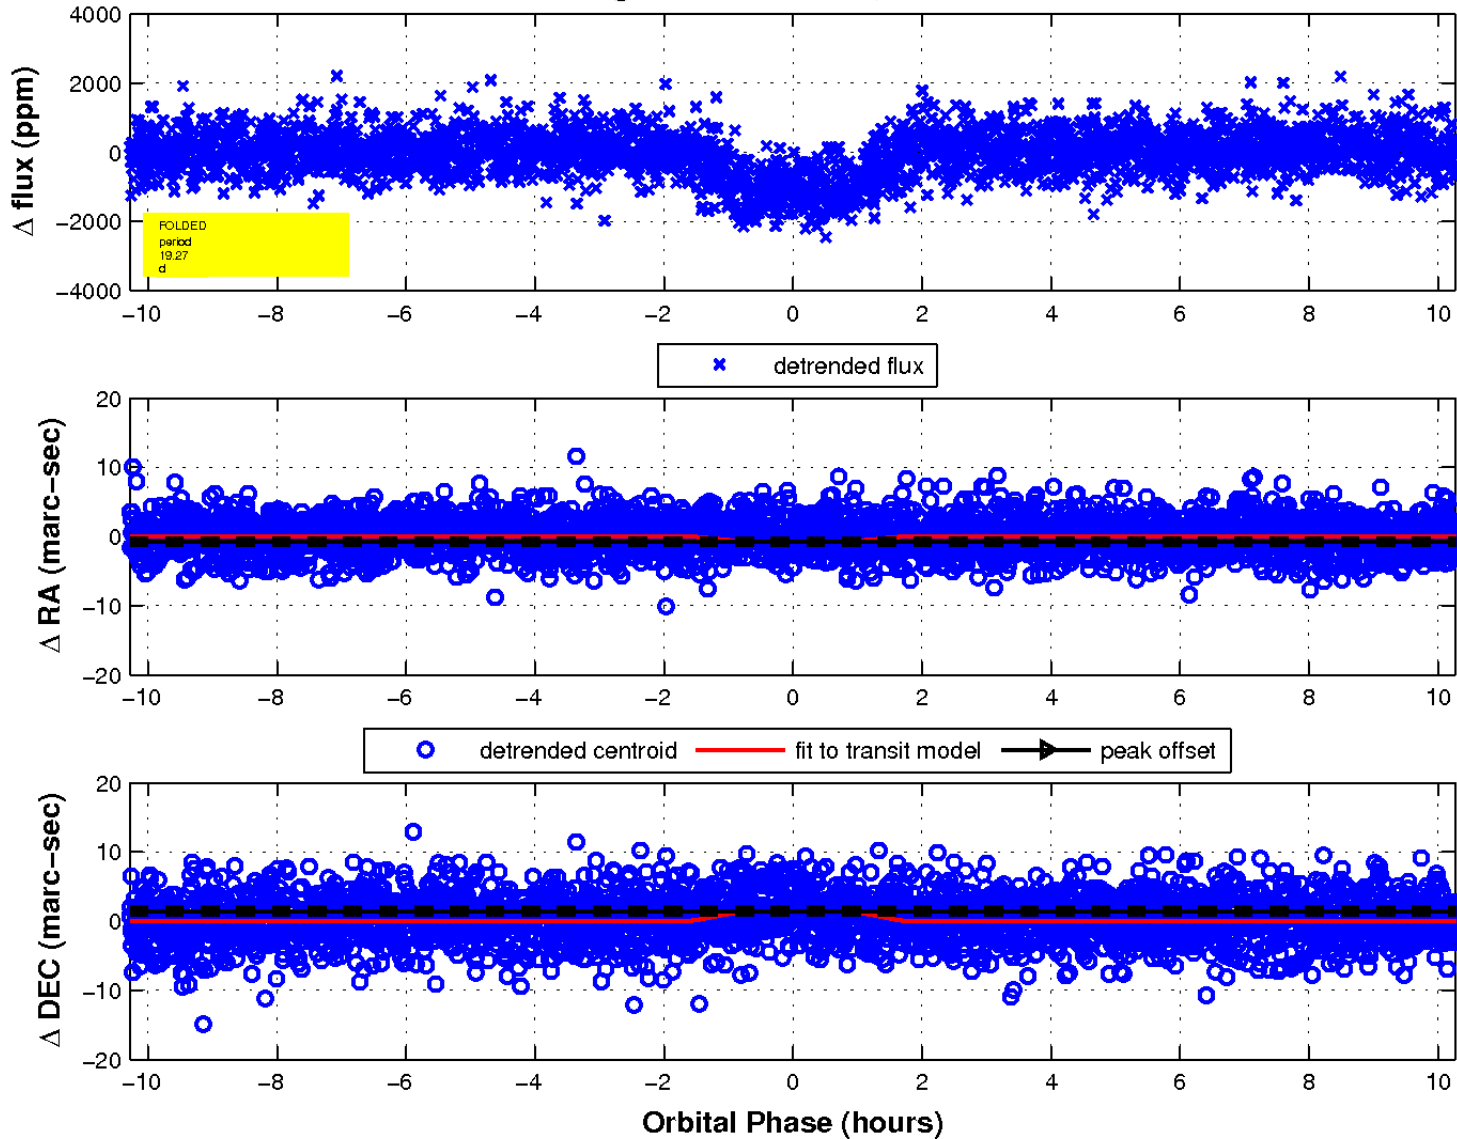 4000
2000
0
−2000
−4000
Δ flux (ppm)
FOLDED
period
19.27
d
−10 −8 −6 −4 −2 0 2 4 6 8 10
detrended flux
20
10
0
−10
−20
Δ RA (marc−sec)
−10 −8 −6 −4 −2 0 2 4 6 8 10
detrended centroid fit to transit model peak offset
20
10
0
−10
−20
Δ DEC (marc−sec)
−10 −8 −6 −4 −2 0 2 4 6 8 10
Orbital Phase (hours)